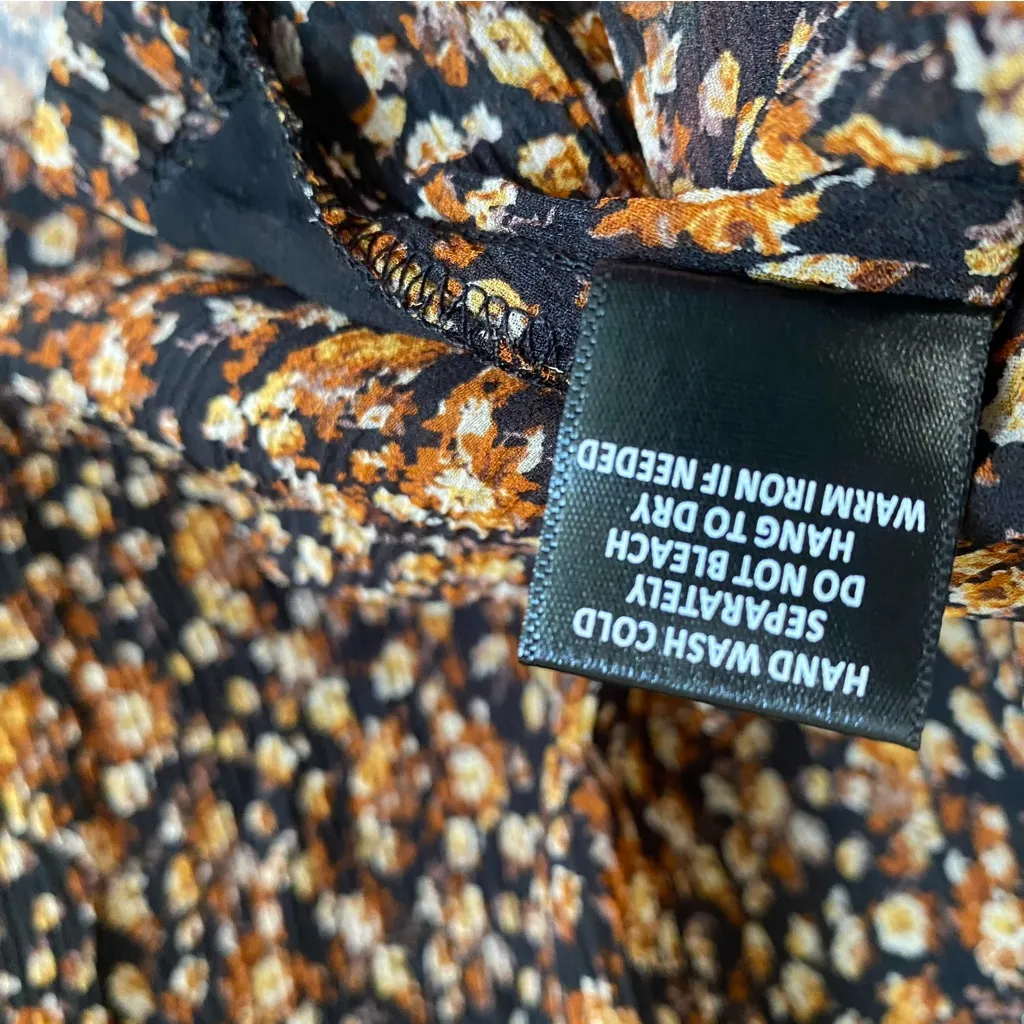 HAND WASH COLD
SEPARATELY
DO NOT BLEACH
HANG TO DRY
WARM IRON IF NEEDED